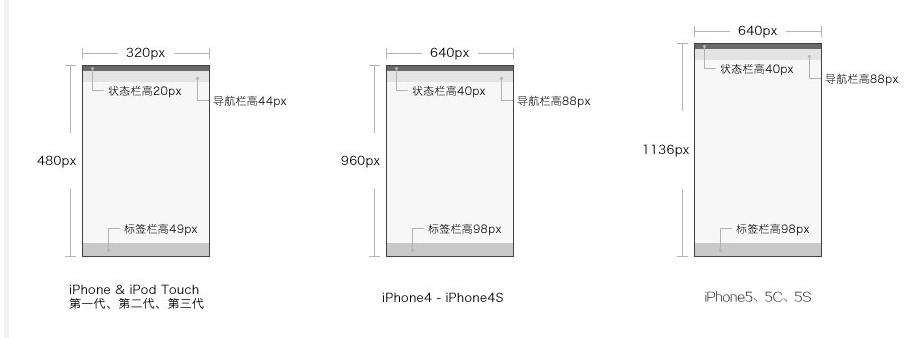 320px
状态栏高20px
导航栏高44px
480px
标签栏高49px
iPhone & iPod Touch
第一代、第二代、第三代
640px
状态栏高40px
导航栏高88px
960px
标签栏高98px
iPhone4 - iPhone4S
640px
状态栏高40px
导航栏高88px
1136px
标签栏高98px
iPhone5、5C、5S